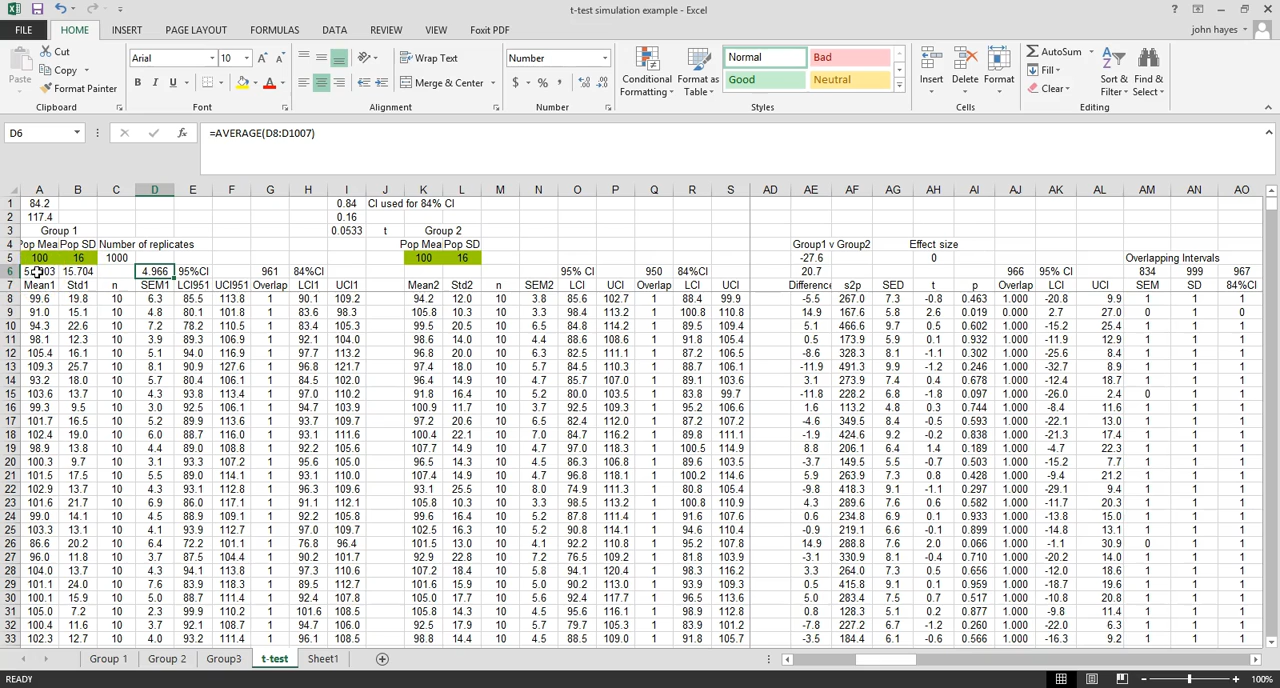 t-test simulation example - Excel
FILE HOME INSERT PAGE LAYOUT FORMULAS DATA REVIEW VIEW Foxit PDF john hayes
Paste Cut Copy Format Painter Clipboard
Arial 10 B I U Font
Wrap Text Merge & Center Alignment
Number $ % , Number
Conditional Formatting Format as Table Normal Bad Good Neutral Styles
Insert Delete Format Cells
AutoSum Fill Clear Sort & Filter Find & Select Editing
D6 fx =AVERAGE(D8:D1007)
A B C D E F G H I J K L M N O P Q R S AD AE AF AG AH AI AJ AK AL AM AN AO
1 84.2 0.84 CI used for 84% CI
2 117.4 0.16
3 Group 1 0.0533 t Group 2
4 Pop Mea Pop SD Number of replicates Pop Mea Pop SD Group1 v Group2 Effect size
5 100 16 1000 100 16 -27.6 0 Overlapping Intervals
6 15.704 4.966 95%CI 961 84%CI 95% CI 950 84%CI 20.7 966 95% CI 834 999 967
7 Mean1 Std1 n SEM1 LCI951 UCI951 Overlap LCI1 UCI1 Mean2 Std2 n SEM2 LCI UCI Overlap LCI UCI Difference s2p SED t p Overlap LCI UCI SEM SD 84%CI
8 99.6 19.8 10 6.3 85.5 113.8 1 90.1 109.2 94.2 12.0 10 3.8 85.6 102.7 1 88.4 99.9 -5.5 267.0 7.3 -0.8 0.463 1.000 -20.8 9.9 1 1 1
9 91.0 15.1 10 4.8 80.1 101.8 1 83.6 98.3 105.8 10.3 10 3.3 98.4 113.2 1 100.8 110.8 14.9 167.6 5.8 2.6 0.019 0.000 2.7 27.0 0 1 0
10 94.3 22.6 10 7.2 78.2 110.5 1 83.4 105.3 99.5 20.5 10 6.5 84.8 114.2 1 89.5 109.4 5.1 466.6 9.7 0.5 0.602 1.000 -15.2 25.4 1 1 1
11 98.1 12.3 10 3.9 89.3 106.9 1 92.1 104.0 98.6 14.0 10 4.4 88.6 108.6 1 91.8 105.4 0.5 173.9 5.9 0.1 0.932 1.000 -11.9 12.9 1 1 1
12 105.4 16.1 10 5.1 94.0 116.9 1 97.7 113.2 96.8 20.0 10 6.3 82.5 111.1 1 87.2 106.5 -8.6 328.3 8.1 -1.1 0.302 1.000 -25.6 8.4 1 1 1
13 109.3 25.7 10 8.1 90.9 127.6 1 96.8 121.7 97.4 18.0 10 5.7 84.5 110.3 1 88.7 106.1 -11.9 491.3 9.9 -1.2 0.246 1.000 -32.7 8.9 1 1 1
14 93.2 18.0 10 5.7 80.4 106.1 1 84.5 102.0 96.4 14.9 10 4.7 85.7 107.0 1 89.1 103.6 3.1 273.9 7.4 0.4 0.678 1.000 -12.4 18.7 1 1 1
15 103.6 13.7 10 4.3 93.8 113.4 1 97.0 110.2 91.8 16.4 10 5.2 80.0 103.5 1 83.8 99.7 -11.8 228.2 6.8 -1.8 0.097 1.000 -26.0 2.4 0 1 1
16 99.3 9.5 10 3.0 92.5 106.1 1 94.7 103.9 100.9 11.7 10 3.7 92.5 109.3 1 95.2 106.6 1.6 113.2 4.8 0.3 0.744 1.000 -8.4 11.6 1 1 1
17 101.7 16.5 10 5.2 89.9 113.6 1 93.7 109.7 97.2 20.6 10 6.5 82.4 112.0 1 87.2 107.2 -4.6 349.5 8.4 -0.5 0.593 1.000 -22.1 13.0 1 1 1
18 102.4 19.0 10 6.0 88.7 116.0 1 93.1 111.6 100.4 22.1 10 7.0 84.7 116.2 1 89.8 111.1 -1.9 424.6 9.2 -0.2 0.838 1.000 -21.3 17.4 1 1 1
19 98.9 13.8 10 4.4 89.0 108.8 1 92.2 105.6 107.7 14.9 10 4.7 97.0 118.3 1 100.5 114.9 8.8 206.1 6.4 1.4 0.189 1.000 -4.7 22.3 1 1 1
20 100.3 9.7 10 3.1 93.3 107.2 1 95.6 105.0 96.5 14.3 10 4.5 86.3 106.8 1 89.6 103.5 -3.7 149.5 5.5 -0.7 0.503 1.000 -15.2 7.7 1 1 1
21 101.5 17.5 10 5.5 89.0 114.1 1 93.1 110.0 107.4 14.9 10 4.7 96.8 118.1 1 100.2 114.6 5.9 263.9 7.3 0.8 0.428 1.000 -9.4 21.2 1 1 1
22 102.9 13.7 10 4.3 93.1 112.8 1 96.3 109.6 93.1 25.5 10 8.0 74.9 111.3 1 80.8 105.4 -9.8 418.3 9.1 -1.1 0.297 1.000 -29.1 9.4 1 1 1
23 101.6 21.7 10 6.9 86.0 117.1 1 91.1 112.1 105.8 10.3 10 3.3 98.5 113.2 1 100.8 110.9 4.3 289.6 7.6 0.6 0.582 1.000 -11.7 20.3 1 1 1
24 99.0 14.1 10 4.5 88.9 109.1 1 92.2 105.8 99.6 16.4 10 5.2 87.8 111.4 1 91.6 107.6 0.6 234.8 6.9 0.1 0.933 1.000 -13.8 15.0 1 1 1
25 103.3 13.1 10 4.1 93.9 112.7 1 97.0 109.7 102.5 16.3 10 5.2 90.8 114.1 1 94.6 110.4 -0.9 219.1 6.6 -0.1 0.899 1.000 -14.8 13.1 1 1 1
26 86.6 20.2 10 6.4 72.2 101.1 1 76.8 96.4 101.5 13.0 10 4.1 92.2 110.8 1 95.2 107.8 14.9 288.8 7.6 2.0 0.066 1.000 -1.1 30.9 0 1 1
27 96.0 11.8 10 3.7 87.5 104.4 1 90.2 101.7 92.9 22.8 10 7.2 76.5 109.2 1 81.8 103.9 -3.1 330.9 8.1 -0.4 0.710 1.000 -20.2 14.0 1 1 1
28 104.0 13.7 10 4.3 94.1 113.8 1 97.3 110.6 107.2 18.4 10 5.8 94.1 120.4 1 98.3 116.2 3.3 264.0 7.3 0.5 0.656 1.000 -12.0 18.6 1 1 1
29 101.1 24.0 10 7.6 83.9 118.3 1 89.5 112.7 101.6 15.9 10 5.0 90.2 113.0 1 93.9 109.3 0.5 415.8 9.1 0.1 0.959 1.000 -18.7 19.6 1 1 1
30 100.1 15.9 10 5.0 88.7 111.4 1 92.4 107.8 105.1 17.7 10 5.6 92.4 117.7 1 96.5 113.6 5.0 283.4 7.5 0.7 0.517 1.000 -10.8 20.8 1 1 1
31 105.0 7.2 10 2.3 99.9 110.2 1 101.6 108.5 105.8 14.4 10 4.5 95.6 116.1 1 98.9 112.8 0.8 128.3 5.1 0.2 0.877 1.000 -9.8 11.4 1 1 1
32 100.4 11.6 10 3.7 92.1 108.7 1 94.7 106.0 92.5 17.9 10 5.7 79.7 105.3 1 83.9 101.2 -7.8 227.2 6.7 -1.2 0.260 1.000 -22.0 6.3 1 1 1
33 102.3 12.7 10 4.0 93.2 111.4 1 96.1 108.5 98.8 14.4 10 4.5 88.5 109.0 1 91.8 105.7 -3.5 184.4 6.1 -0.6 0.566 1.000 -16.3 9.2 1 1 1
Group 1 Group 2 Group3 t-test Sheet1
READY 100%